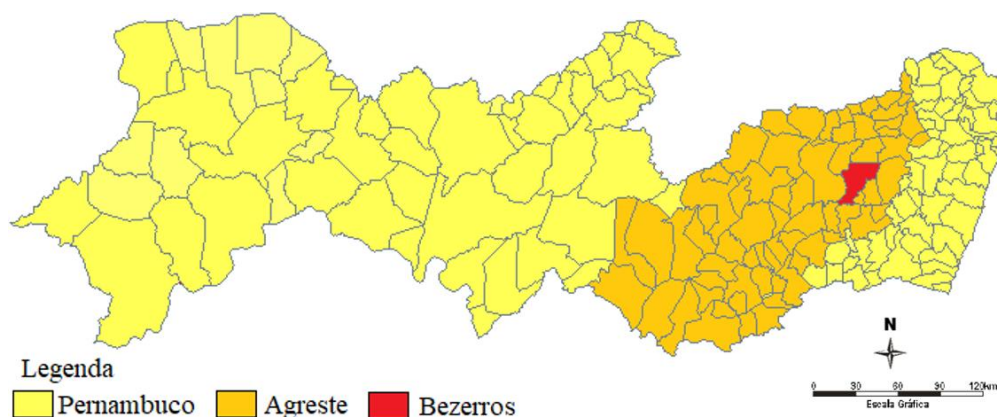 N
Legenda
Pernambuco Agreste Bezerros
0 30 60 90 120km
Escala Gráfica